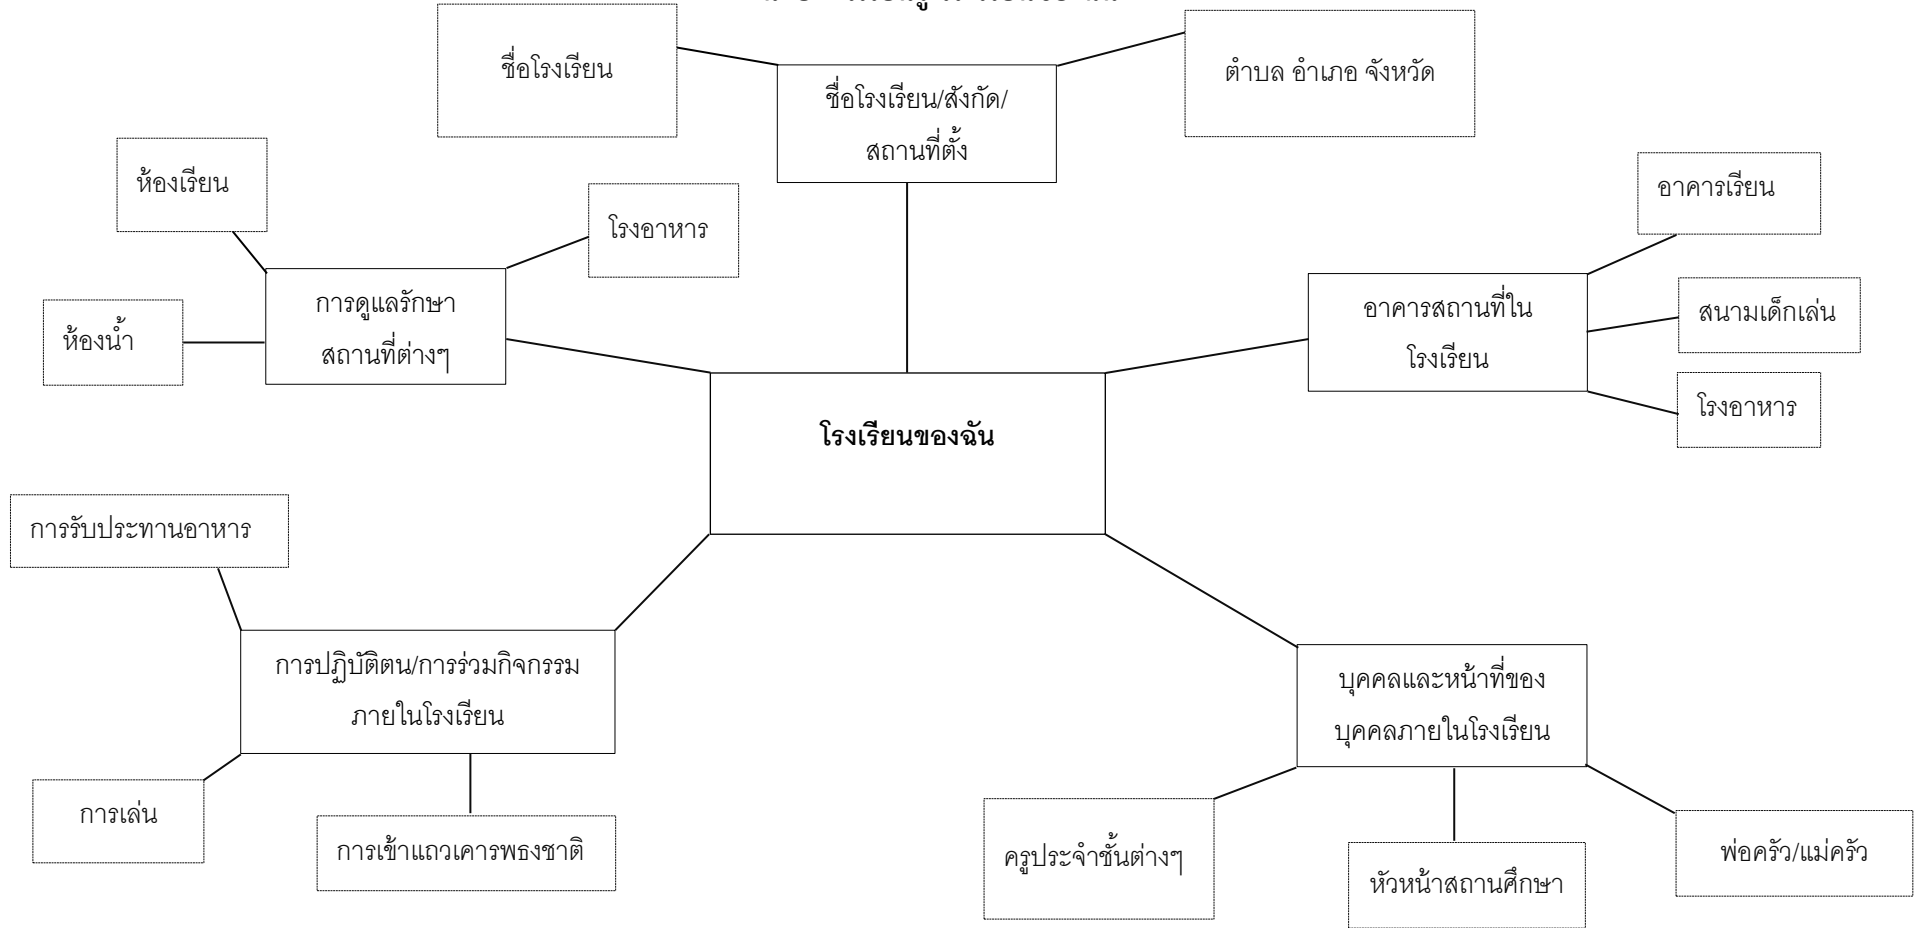 ชื่อโรงเรียน
ตำบล อำเภอ จังหวัด
ชื่อโรงเรียน/สังกัด/
สถานที่ตั้ง
ห้องเรียน
โรงอาหาร
อาคารเรียน
การดูแลรักษา
สถานที่ต่างๆ
ห้องน้ำ
อาคารสถานที่ใน
โรงเรียน
สนามเด็กเล่น
โรงอาหาร
โรงเรียนของฉัน
การรับประทานอาหาร
การปฏิบัติตน/การร่วมกิจกรรม
ภายในโรงเรียน
บุคคลและหน้าที่ของ
บุคคลภายในโรงเรียน
การเล่น
การเข้าแถวเคารพธงชาติ
ครูประจำชั้นต่างๆ
หัวหน้าสถานศึกษา
พ่อครัว/แม่ครัว